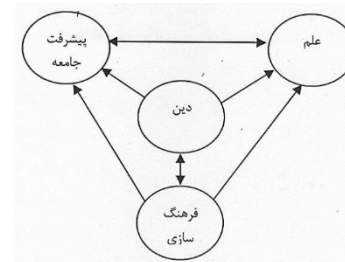 علم
پیشرفت
جامعه
دین
فرهنگ
سازی